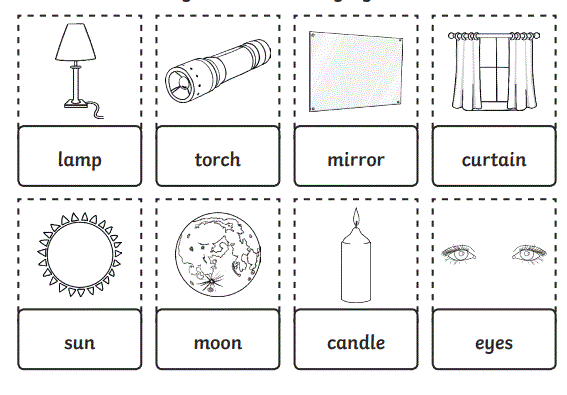 lamp
torch
mirror
curtain
sun
moon
candle
eyes